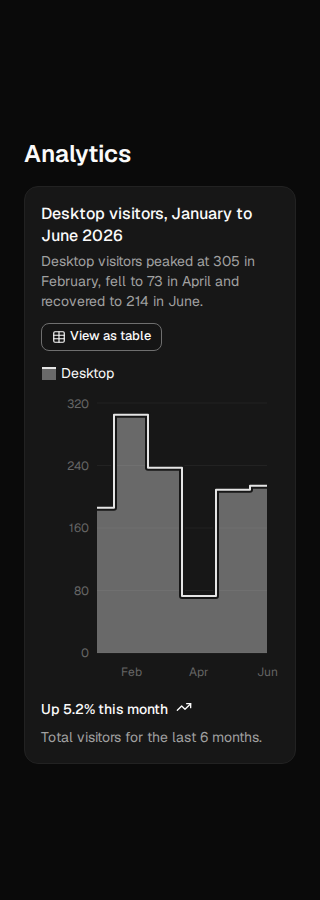 Analytics
Desktop visitors, January to
June 2026
Desktop visitors peaked at 305 in
February, fell to 73 in April and
recovered to 214 in June.
View as table
Desktop
320
240
160
80
0
Feb Apr Jun
Up 5.2% this month
Total visitors for the last 6 months.